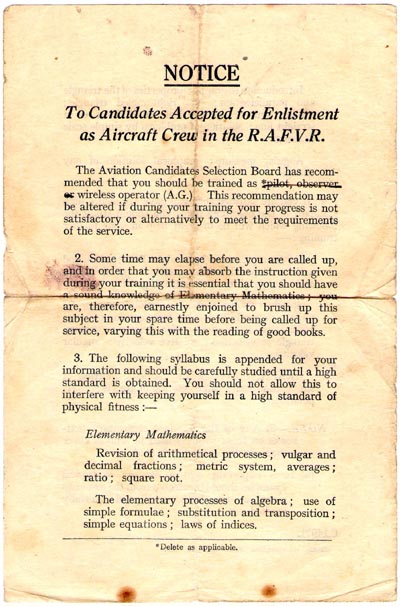 NOTICE
To Candidates Accepted for Enlistment
as Aircraft Crew in the R.A.F.V.R.
The Aviation Candidates Selection Board has recom-
mended that you should be trained as *pilot, observer
or wireless operator (A.G.) This recommendation may
be altered if during your training your progress is not
satisfactory or alternatively to meet the requirements
of the service.
2. Some time may elapse before you are called up,
and in order that you may absorb the instruction given
during your training it is essential that you should have
a sound knowledge of Elementary Mathematics; you
are, therefore, earnestly enjoined to brush up this
subject in your spare time before being called up for
service, varying this with the reading of good books.
3. The following syllabus is appended for your
information and should be carefully studied until a high
standard is obtained. You should not allow this to
interfere with keeping yourself in a high standard of
physical fitness :—
Elementary Mathematics
Revision of arithmetical processes; vulgar and
decimal fractions; metric system, averages;
ratio; square root.
The elementary processes of algebra; use of
simple formulae; substitution and transposition;
simple equations; laws of indices.
*Delete as applicable.